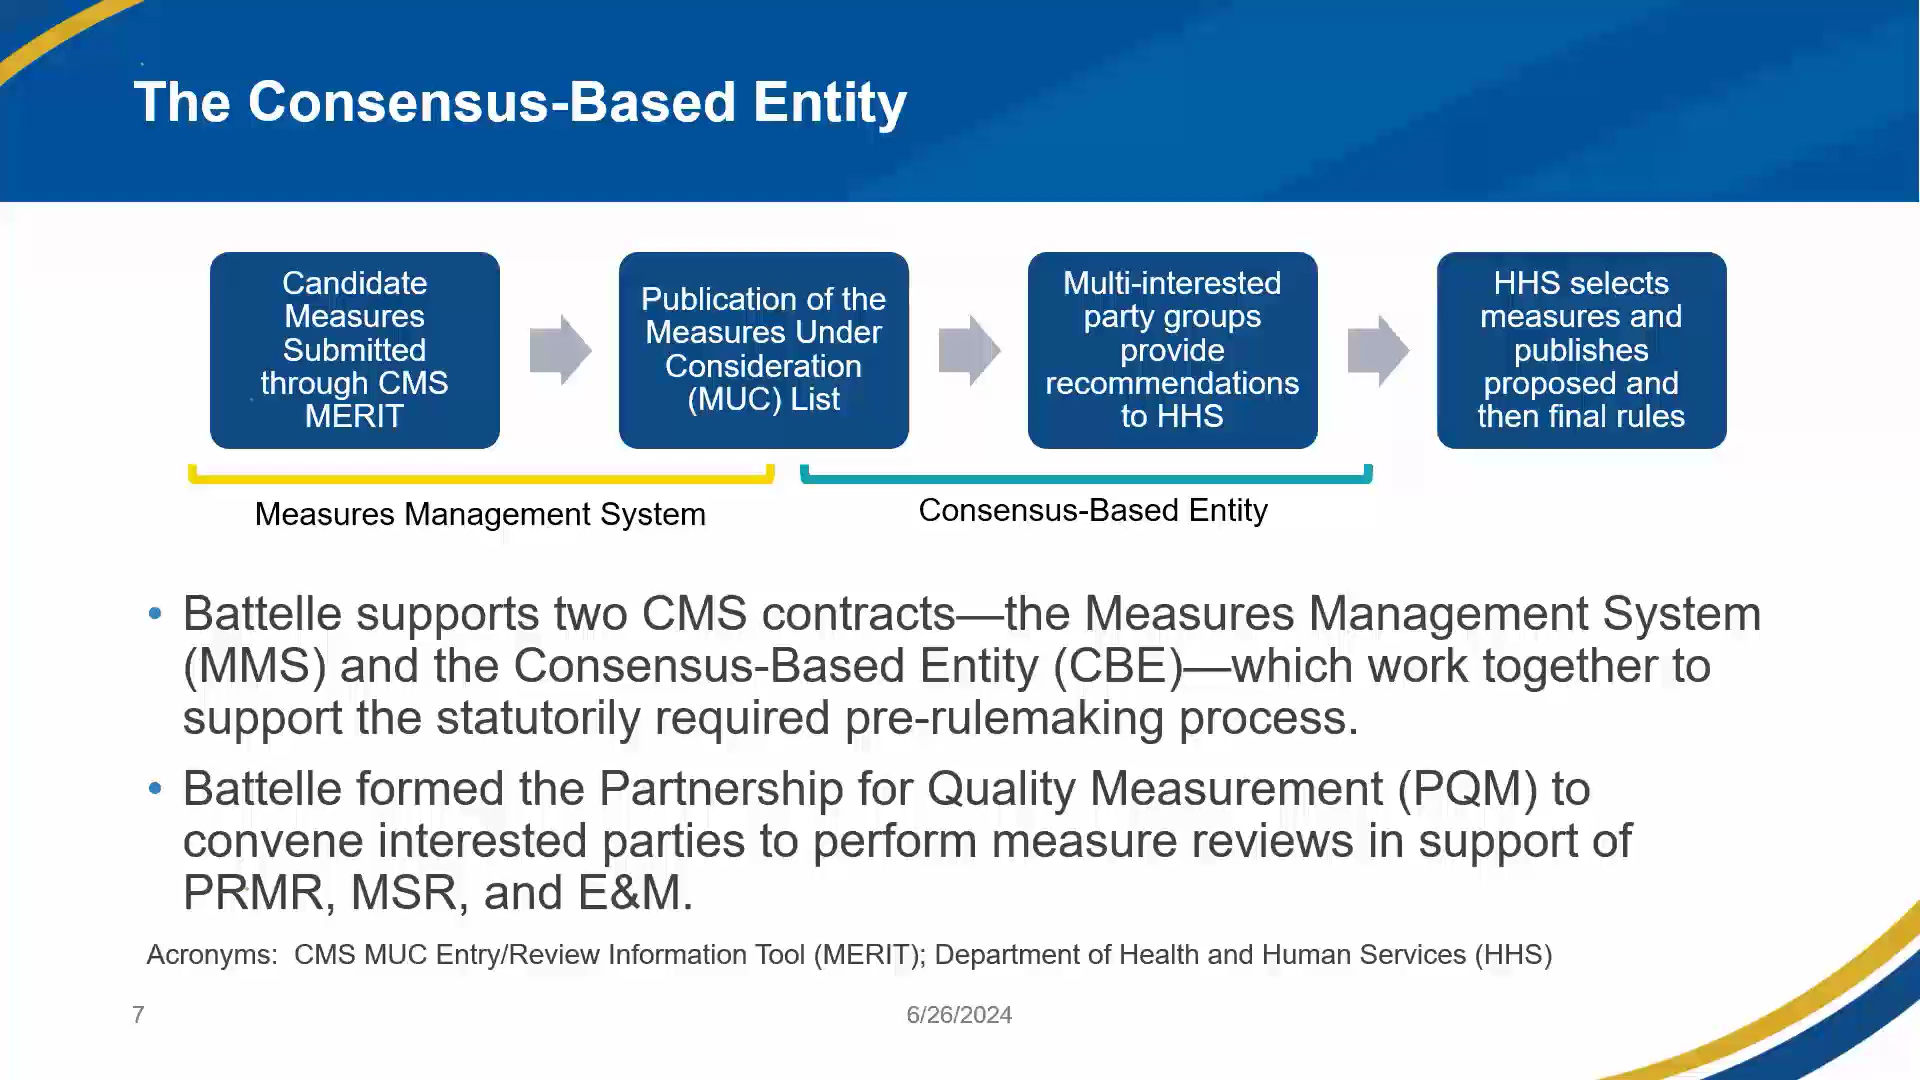 The Consensus-Based Entity
Candidate
Measures
Submitted
through CMS
MERIT
Publication of the
Measures Under
Consideration
(MUC) List
Multi-interested
party groups
provide
recommendations
to HHS
HHS selects
measures and
publishes
proposed and
then final rules
Measures Management System
Consensus-Based Entity
• Battelle supports two CMS contracts—the Measures Management System
(MMS) and the Consensus-Based Entity (CBE)—which work together to
support the statutorily required pre-rulemaking process.
• Battelle formed the Partnership for Quality Measurement (PQM) to
convene interested parties to perform measure reviews in support of
PRMR, MSR, and E&M.
Acronyms: CMS MUC Entry/Review Information Tool (MERIT); Department of Health and Human Services (HHS)
7
6/26/2024